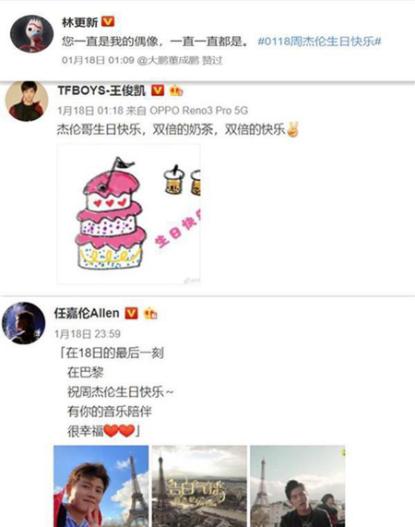 林更新
您一直是我的偶像，一直一直都是。 #0118周杰伦生日快乐#
01月18日 01:09 @大鹏董成鹏 赞过
TFBOYS-王俊凯
1月18日 01:18 来自 OPPO Reno3 Pro 5G
杰伦哥生日快乐，双倍的奶茶，双倍的快乐✌
生日快乐
任嘉伦Allen
1月18日 23:59
「在18日的最后一刻
在巴黎
祝周杰伦生日快乐～
有你的音乐陪伴
很幸福❤❤」
告白气球